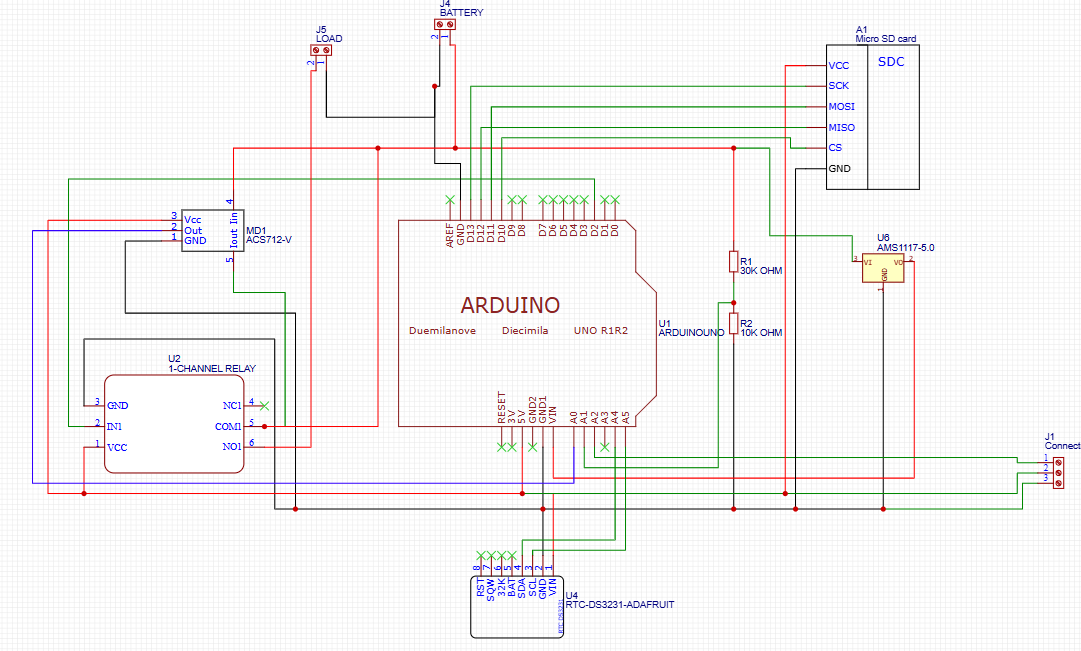 J4
BATTERY
2 1
J5
LOAD
2 1
A1
Micro SD card
SDC
VCC
SCK
MOSI
MISO
CS
GND
4
3 Vcc
2 Out
1 GND
Iout Iin
5
MD1
ACS712-V
AREF
GND
D13
D12
D11
D10
D9
D8
D7
D6
D5
D4
D3
D2
D1
D0
ARDUINO
Duemilanove Diecimila UNO R1R2
U1
ARDUINOUNO
RESET
3V
5V
GND2
GND1
VIN
A0
A1
A2
A3
A4
A5
R1
30K OHM
R2
10K OHM
U6
AMS1117-5.0
3 VI VO 2
GND
1
U2
1-CHANNEL RELAY
3 GND NC1 4
2 IN1 COM1 5
1 VCC NO1 6
J1
Connect
1
2
3
8 7 6 5 4 3 2 1
RST
SQW
32K
BAT
SDA
SCL
GND
VIN
U4
RTC-DS3231-ADAFRUIT
RTC-DS3231